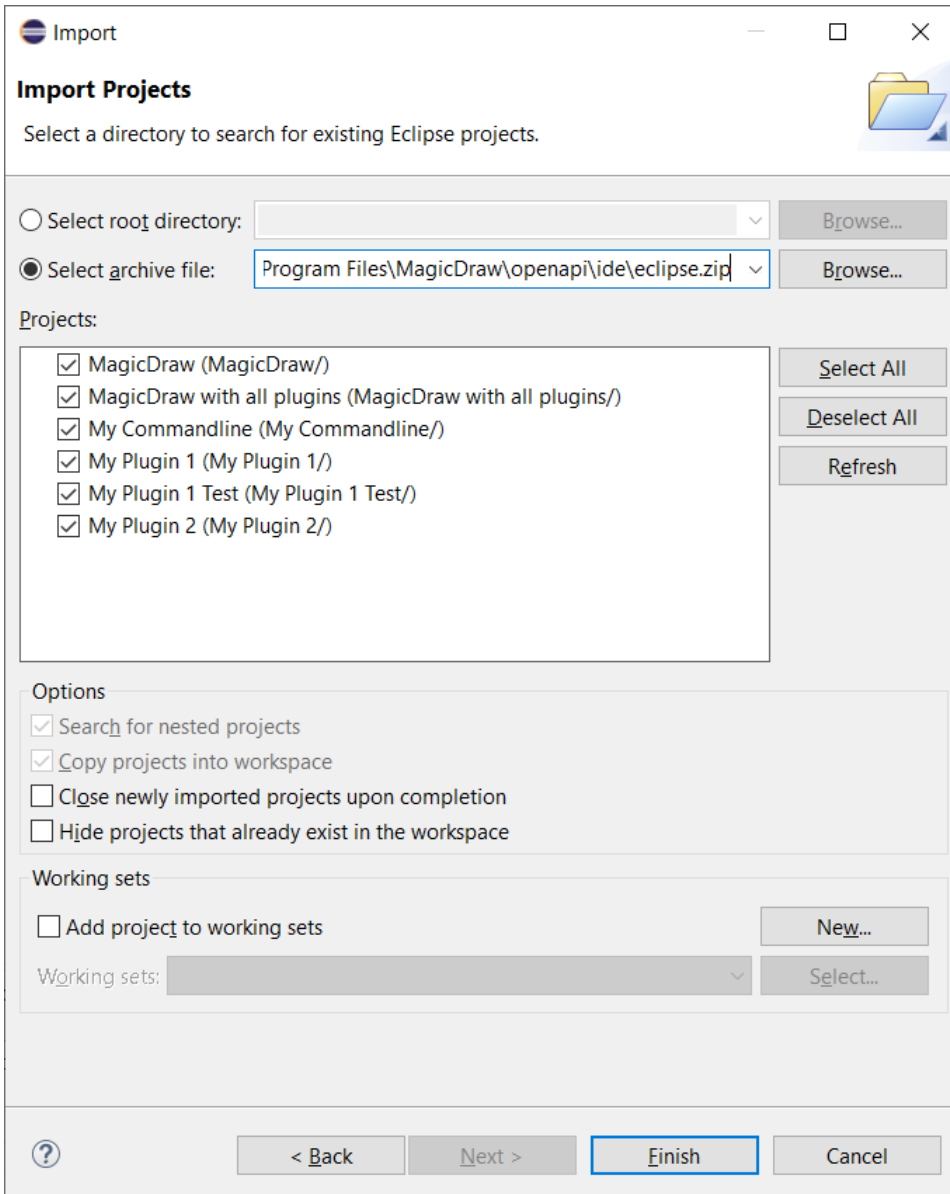 Import
Import Projects
Select a directory to search for existing Eclipse projects.
Select root directory:
Browse...
Select archive file:
Program Files\MagicDraw\openapi\ide\eclipse.zip
Browse...
Projects:
MagicDraw (MagicDraw/)
MagicDraw with all plugins (MagicDraw with all plugins/)
My Commandline (My Commandline/)
My Plugin 1 (My Plugin 1/)
My Plugin 1 Test (My Plugin 1 Test/)
My Plugin 2 (My Plugin 2/)
Select All
Deselect All
Refresh
Options
Search for nested projects
Copy projects into workspace
Close newly imported projects upon completion
Hide projects that already exist in the workspace
Working sets
Add project to working sets
New...
Working sets:
Select...
?
< Back
Next >
Finish
Cancel